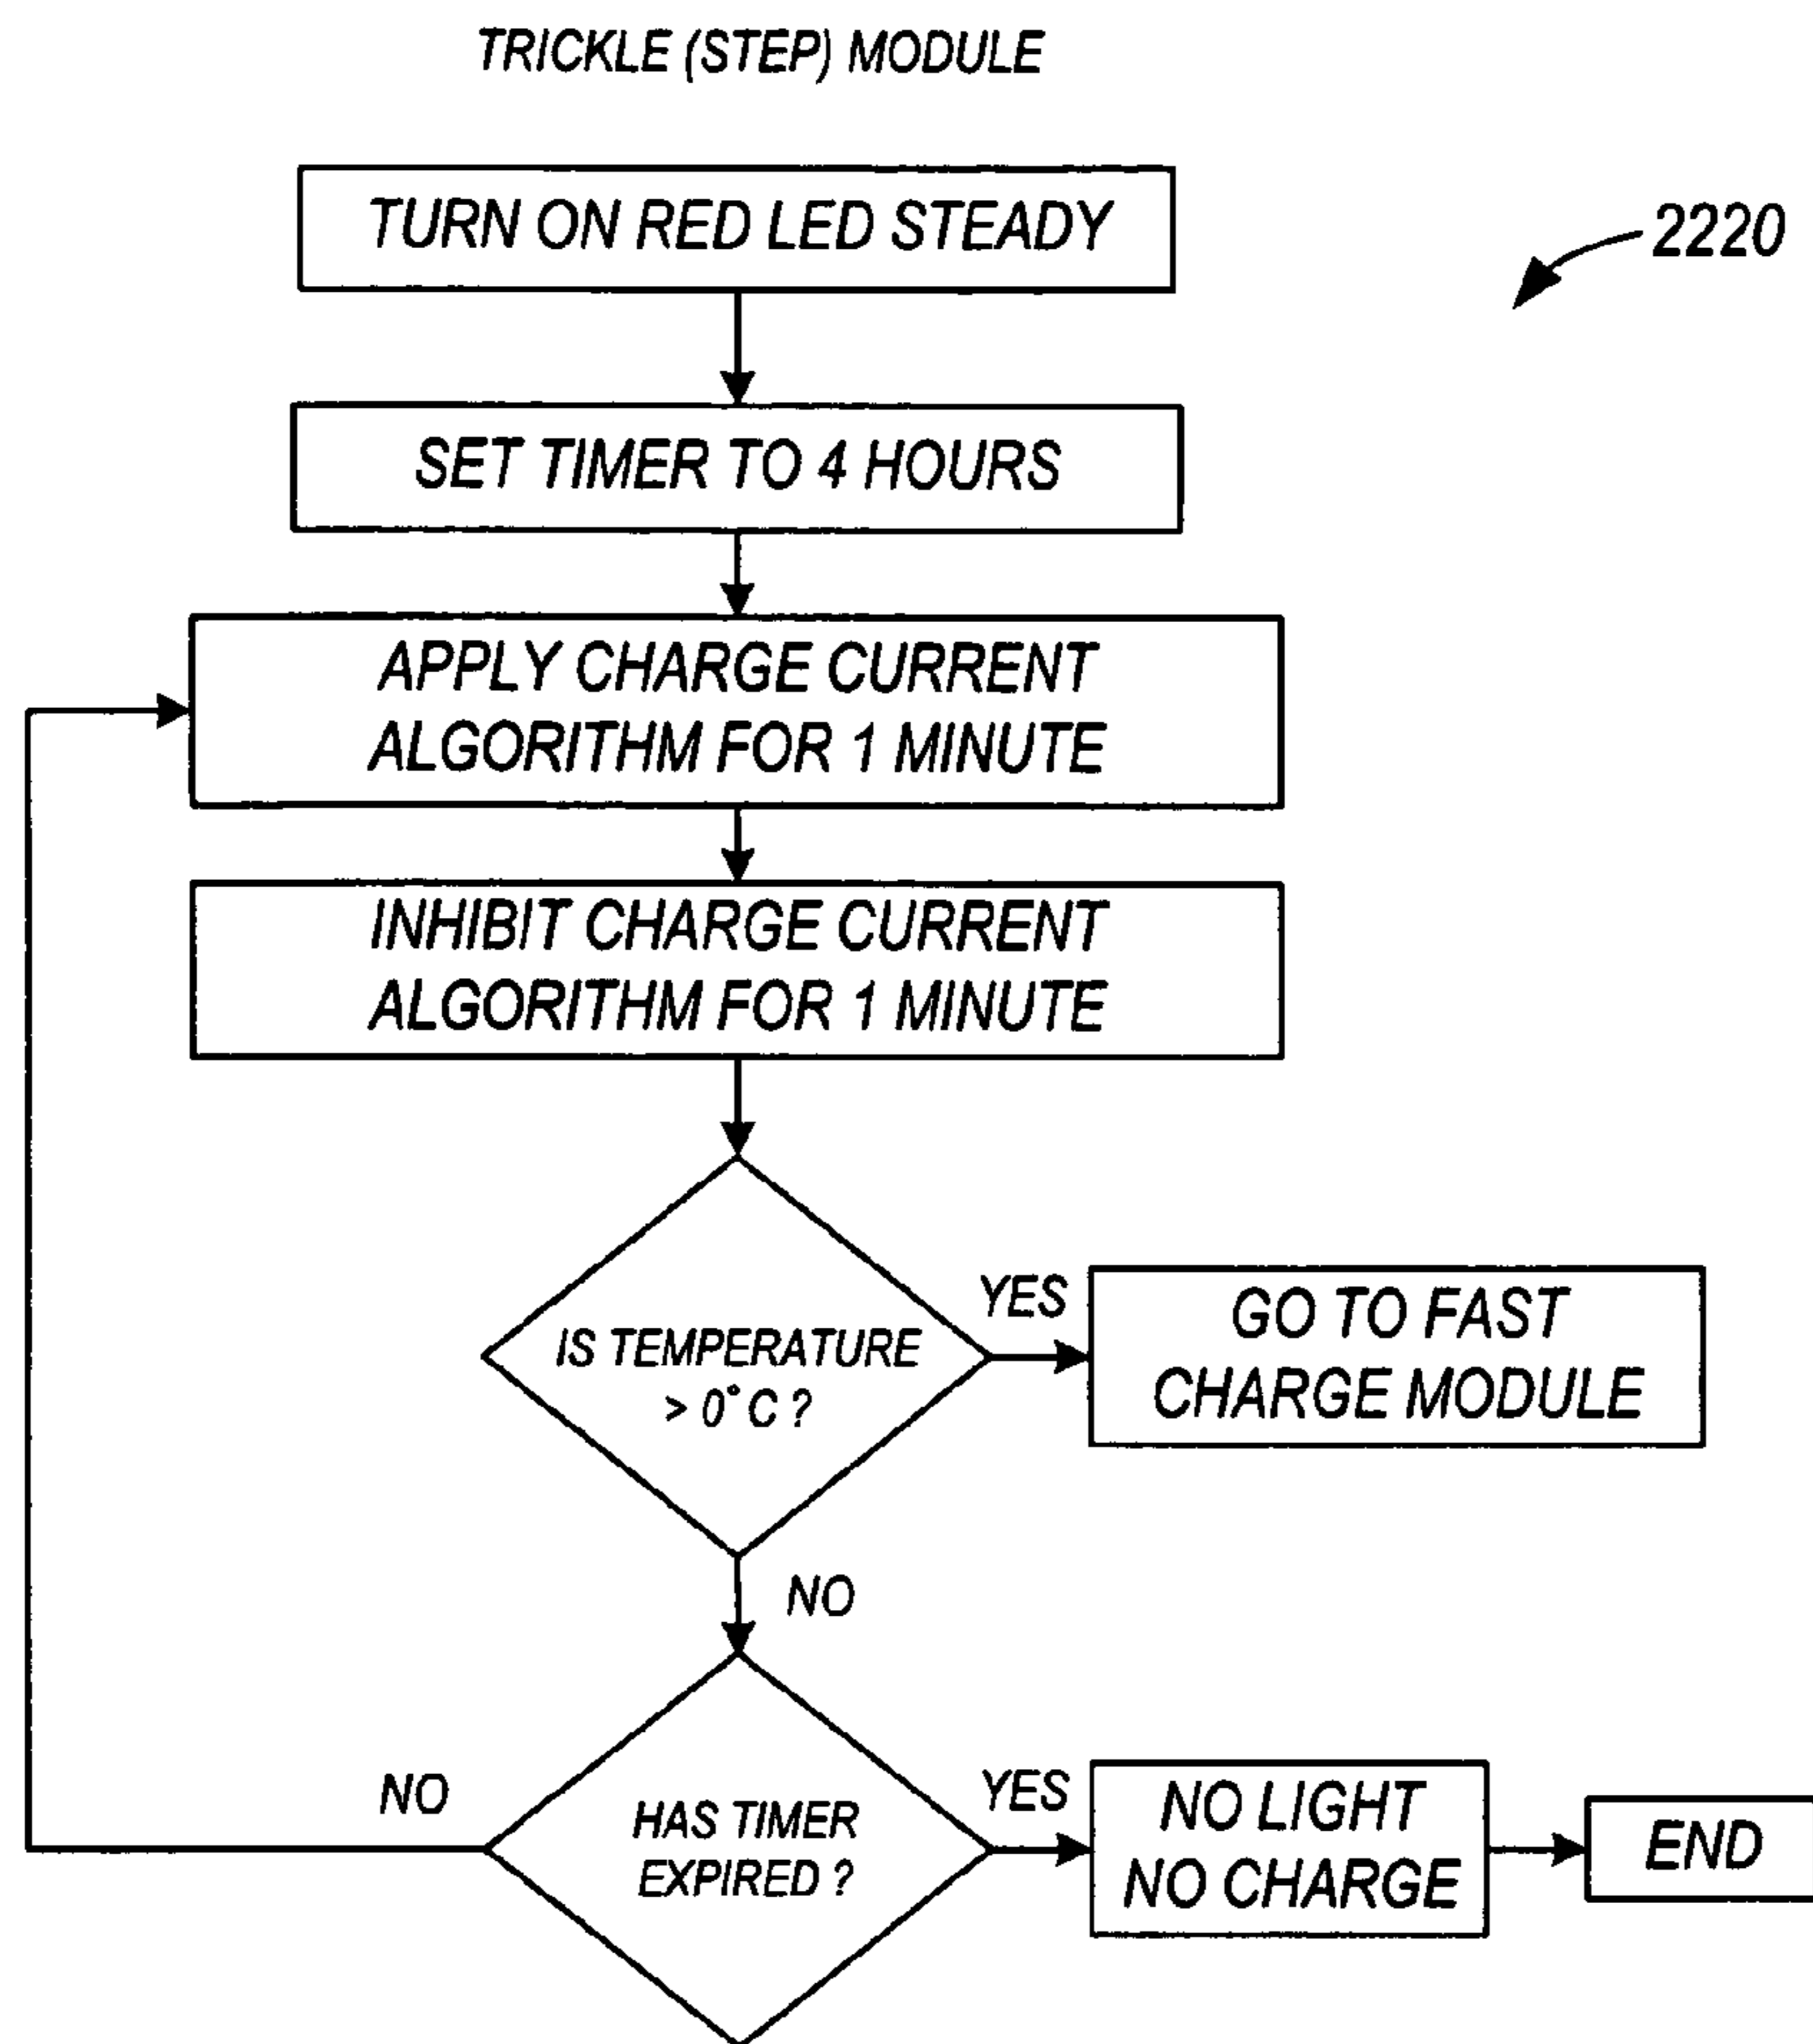 TRICKLE (STEP) MODULE
TURN ON RED LED STEADY
2220
SET TIMER TO 4 HOURS
APPLY CHARGE CURRENT
ALGORITHM FOR 1 MINUTE
INHIBIT CHARGE CURRENT
ALGORITHM FOR 1 MINUTE
IS TEMPERATURE
> 0° C ?
YES
GO TO FAST
CHARGE MODULE
NO
HAS TIMER
EXPIRED ?
NO
YES
NO LIGHT
NO CHARGE
END